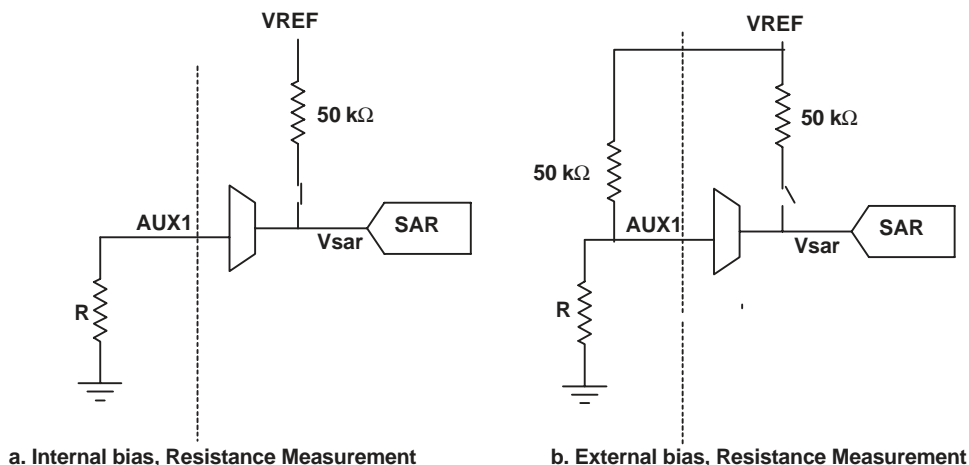 VREF
50 kΩ
AUX1
Vsar
SAR
R
a. Internal bias, Resistance Measurement
VREF
50 kΩ
50 kΩ
AUX1
Vsar
SAR
R
b. External bias, Resistance Measurement